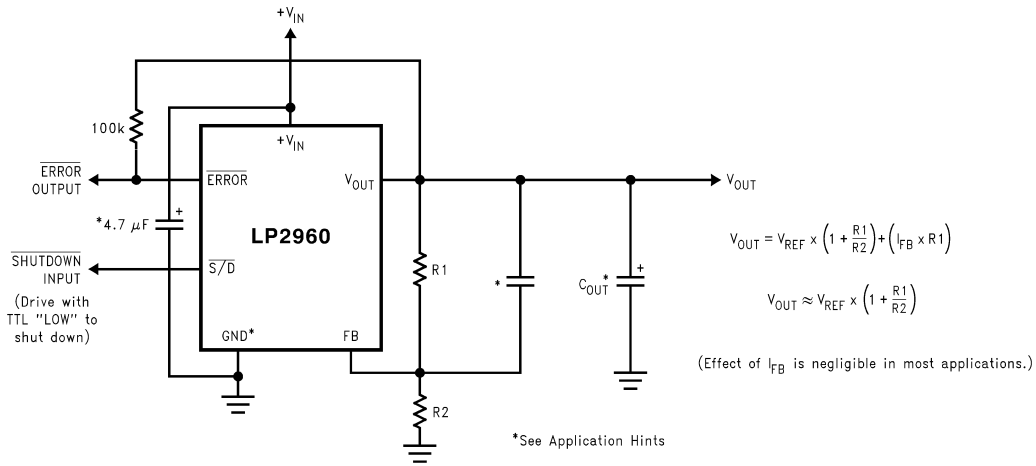 +V_IN
100k
+V_IN
ERROR
OUTPUT
ERROR
V_OUT
V_OUT
*4.7 μF
+
LP2960
SHUTDOWN
INPUT
S/D
R1
*
C_OUT*
+
(Drive with
TTL "LOW" to
shut down)
GND*
FB
R2
*See Application Hints
V_OUT = V_REF x (1 + R1/R2) + (I_FB x R1)
V_OUT ≈ V_REF x (1 + R1/R2)
(Effect of I_FB is negligible in most applications.)